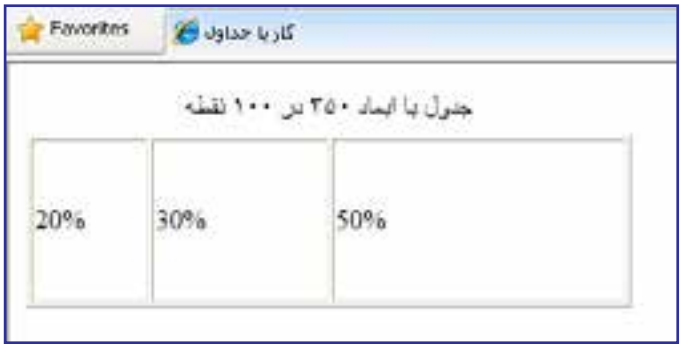 Favorites
کار با جداول
جدول با ابعاد ۳۵۰ در ۱۰۰ نقطه
20% 30% 50%